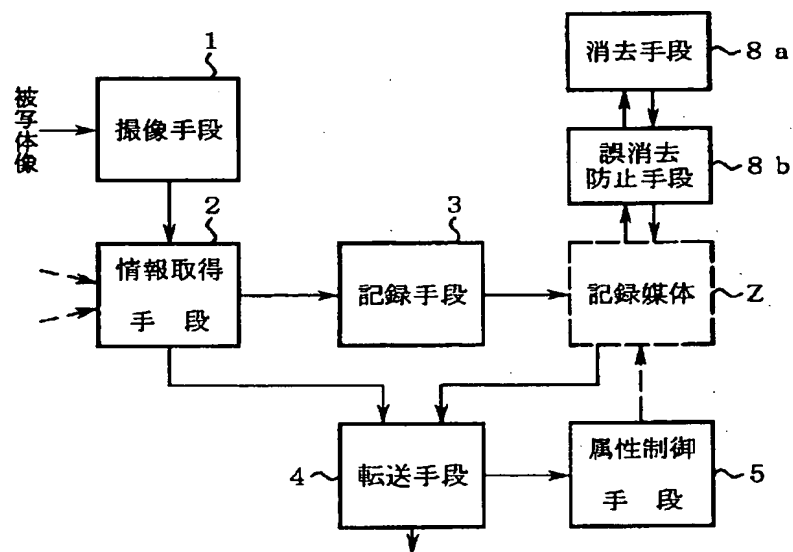 1
被写体像
撮像手段
2
情報取得
手 段
3
記録手段
消去手段
8 a
誤消去
防止手段
8 b
記録媒体
Z
4
転送手段
属性制御
手 段
5